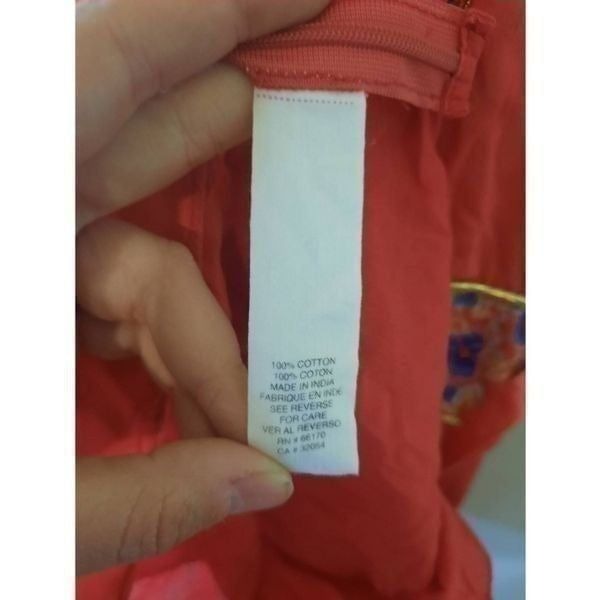 100% COTTON
100% COTON
MADE IN INDIA
FABRIQUE EN INDE
SEE REVERSE
FOR CARE
VER AL REVERSO
RN # 66170
CA # 32054